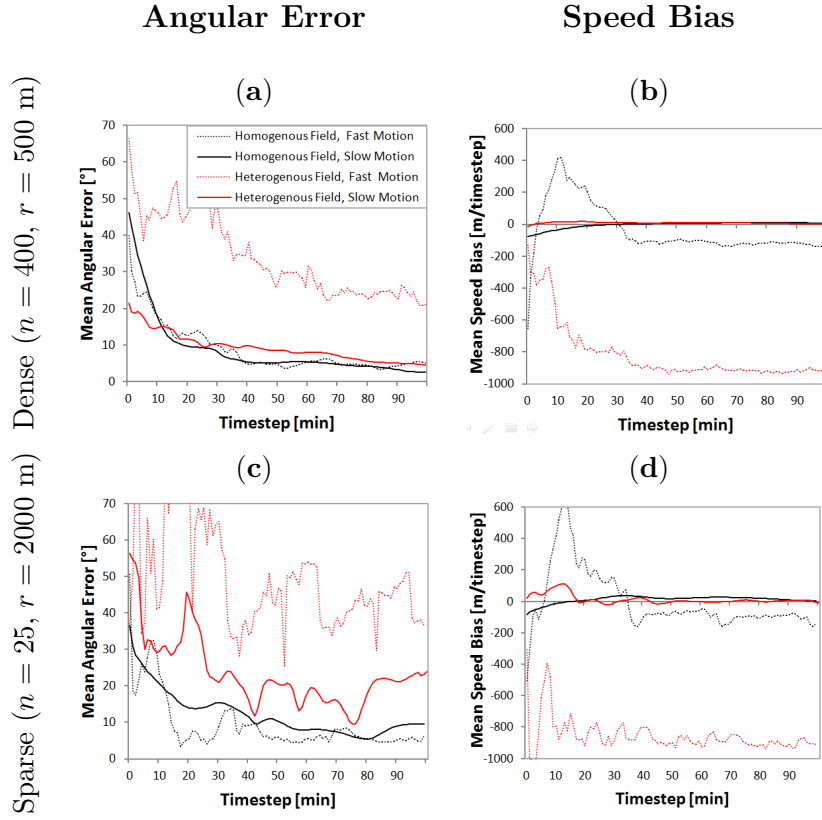 Angular Error
Speed Bias
Dense (n = 400, r = 500 m)
(a)
70
60
50
40
30
20
10
0
Mean Angular Error [°]
Homogenous Field, Fast Motion
Homogenous Field, Slow Motion
Heterogenous Field, Fast Motion
Heterogenous Field, Slow Motion
0 10 20 30 40 50 60 70 80 90
Timestep [min]
(b)
600
400
200
0
-200
-400
-600
-800
-1000
Mean Speed Bias [m/timestep]
0 10 20 30 40 50 60 70 80 90
Timestep [min]
Sparse (n = 25, r = 2000 m)
(c)
70
60
50
40
30
20
10
0
Mean Angular Error [°]
0 10 20 30 40 50 60 70 80 90
Timestep [min]
(d)
600
400
200
0
-200
-400
-600
-800
-1000
Mean Speed Bias [m/timestep]
0 10 20 30 40 50 60 70 80 90
Timestep [min]